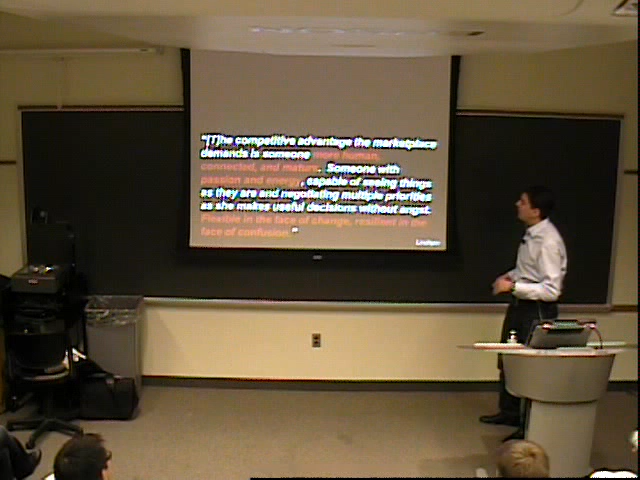 "[T]he competitive advantage the marketplace
demands is someone more human,
connected, and mature. Someone with
passion and energy, capable of seeing things
as they are and negotiating multiple priorities
as she makes useful decisions without angst.
Flexible in the face of change, resilient in the
face of confusion."